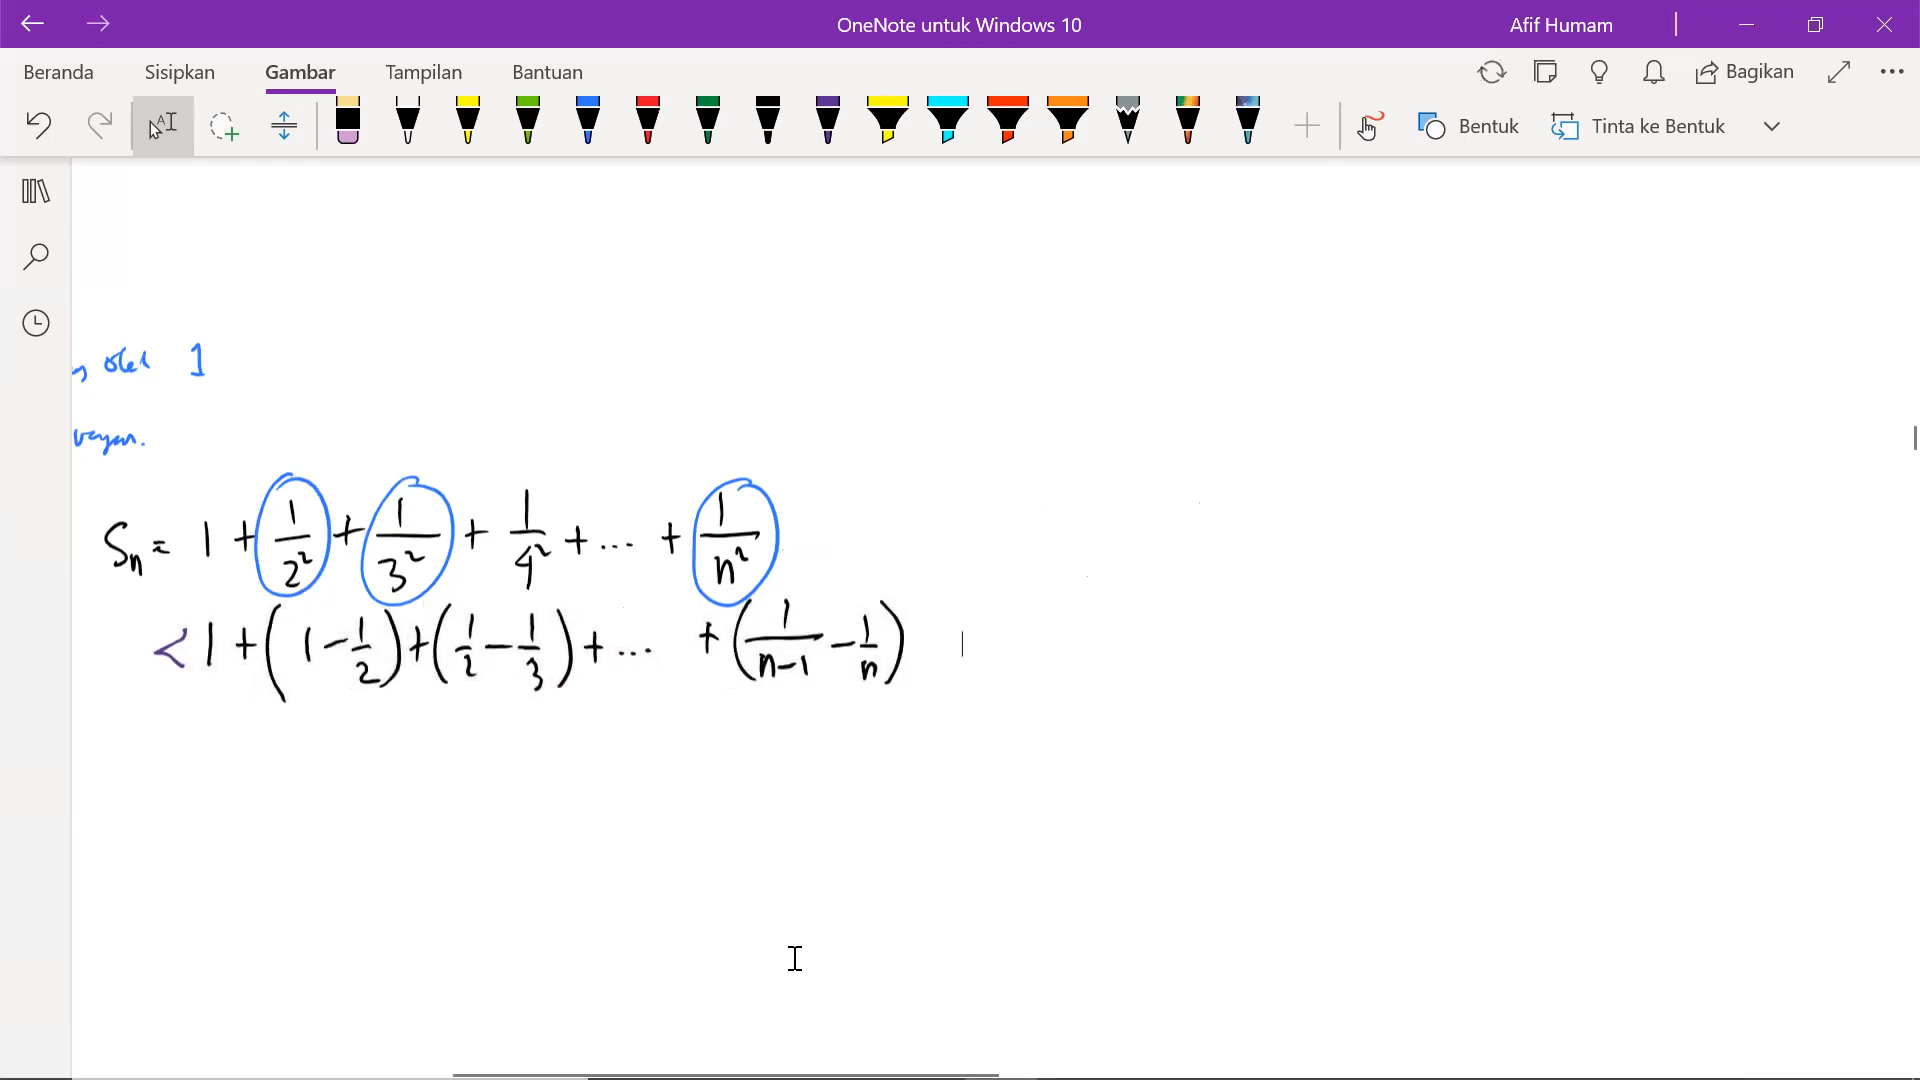 OneNote untuk Windows 10
Afif Humam
Beranda Sisipkan Gambar Tampilan Bantuan
Bagikan
Bentuk Tinta ke Bentuk
oleh 1
Sn = 1 + 1/2² + 1/3² + 1/4² + ... + 1/n²
< 1 + (1 - 1/2) + (1/2 - 1/3) + ... + (1/n-1 - 1/n)